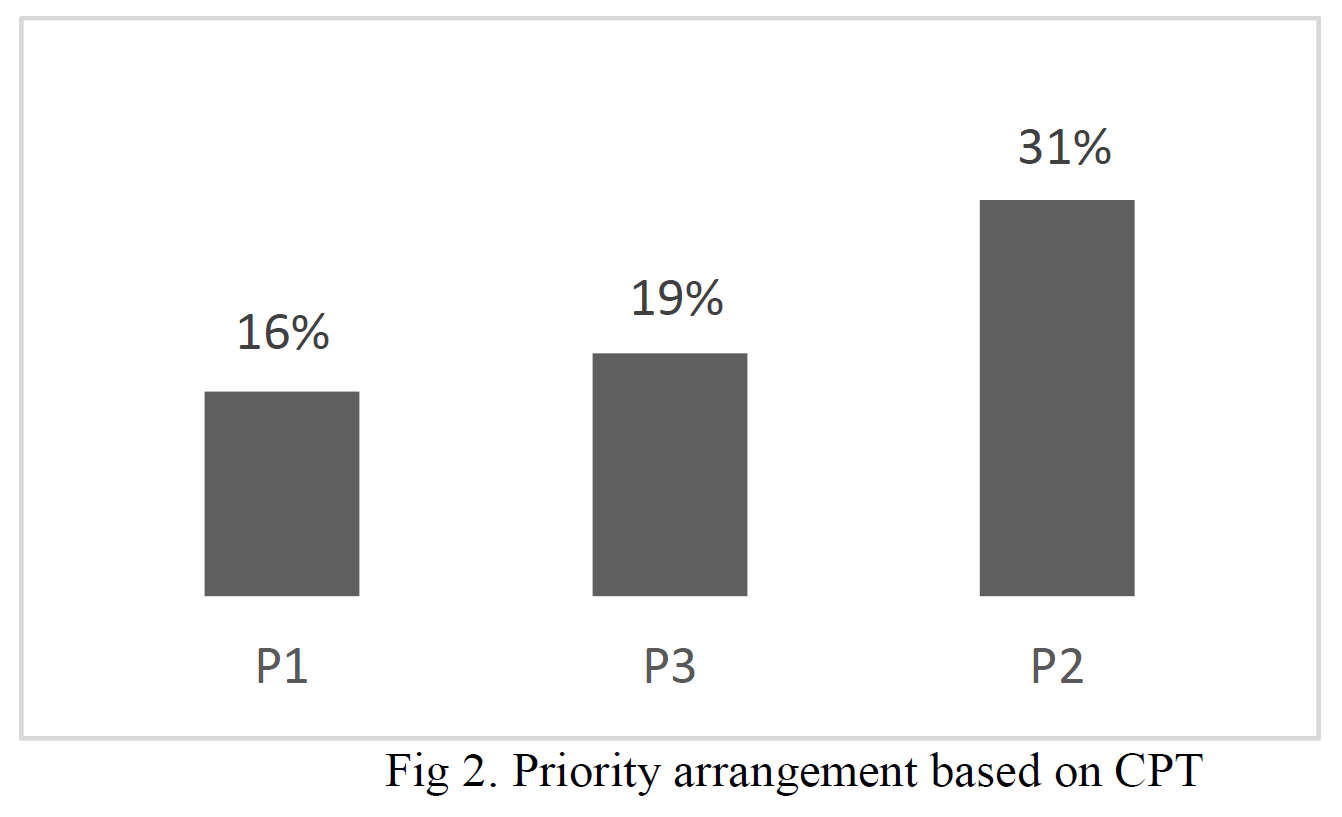 31%
19%
16%
P1 P3 P2
Fig 2. Priority arrangement based on CPT